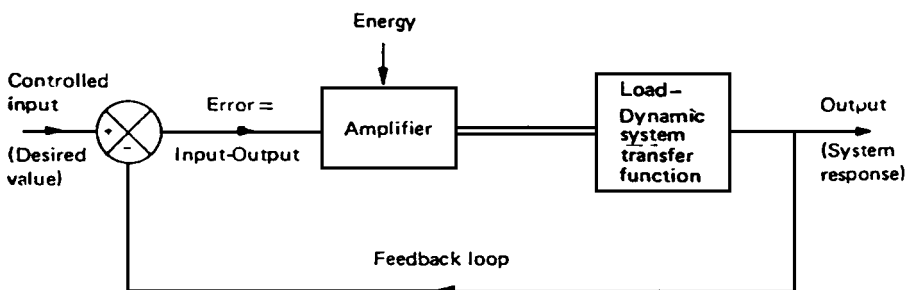 Energy
Controlled
input
(Desired
value)
+
-
Error =
Input-Output
Amplifier
Load-
Dynamic
system
transfer
function
Output
(System
response)
Feedback loop